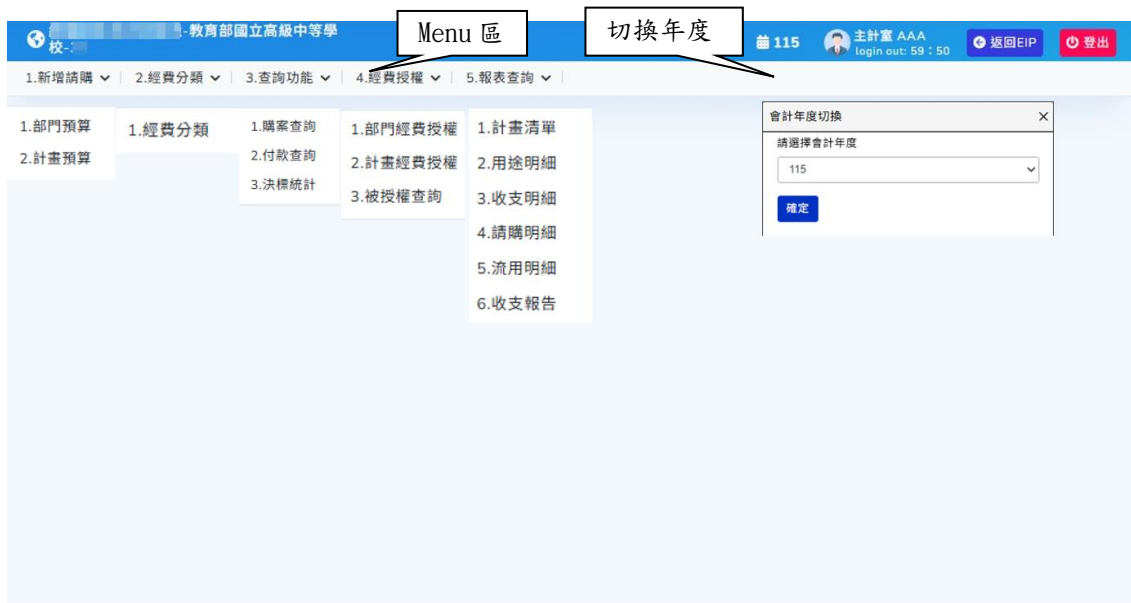 Menu 區
切換年度
-教育部國立高級中等學
校-
115
主計室 AAA
login out: 59：50
返回EIP
登出
1.新增請購
2.經費分類
3.查詢功能
4.經費授權
5.報表查詢
1.部門預算
2.計畫預算
1.經費分類
1.購案查詢
2.付款查詢
3.決標統計
1.部門經費授權
2.計畫經費授權
3.被授權查詢
1.計畫清單
2.用途明細
3.收支明細
4.請購明細
5.流用明細
6.收支報告
會計年度切換
×
請選擇會計年度
115
確定